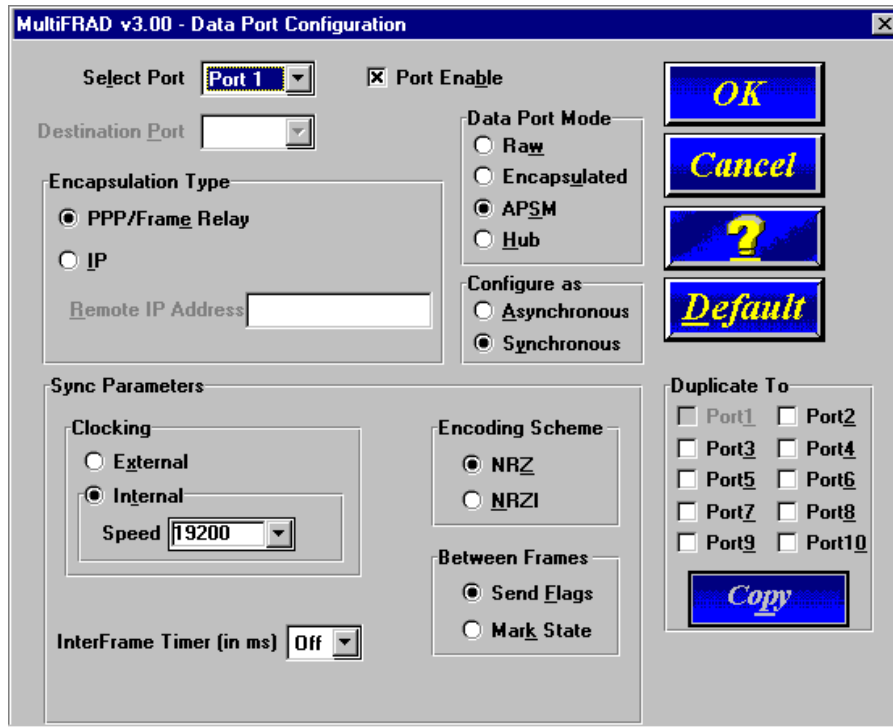 MultiFRAD v3.00 - Data Port Configuration
Select Port Port 1
Port Enable
Destination Port
Encapsulation Type
PPP/Frame Relay
IP
Remote IP Address
Data Port Mode
Raw
Encapsulated
APSM
Hub
Configure as
Asynchronous
Synchronous
OK
Cancel
?
Default
Sync Parameters
Clocking
External
Internal
Speed 19200
InterFrame Timer (in ms) Off
Encoding Scheme
NRZ
NRZI
Between Frames
Send Flags
Mark State
Duplicate To
Port1 Port2
Port3 Port4
Port5 Port6
Port7 Port8
Port9 Port10
Copy